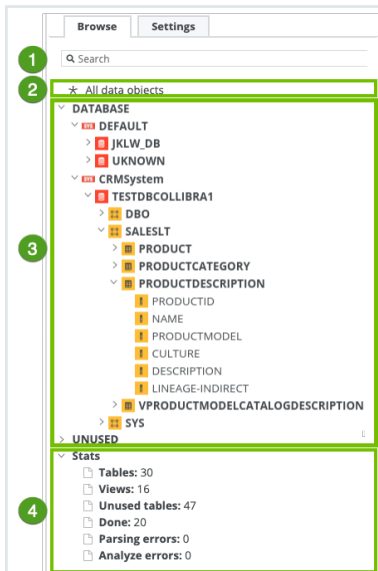 Browse Settings
1 Search
2 All data objects
DATABASE
SYS DEFAULT
JKLW_DB
UKNOWN
SYS CRMSystem
TESTDBCOLLIBRA1
DBO
SALESLT
PRODUCT
3 PRODUCTCATEGORY
PRODUCTDESCRIPTION
PRODUCTID
NAME
PRODUCTMODEL
CULTURE
DESCRIPTION
LINEAGE-INDIRECT
VPRODUCTMODELCATALOGDESCRIPTION
SYS
UNUSED
Stats
Tables: 30
Views: 16
4 Unused tables: 47
Done: 20
Parsing errors: 0
Analyze errors: 0